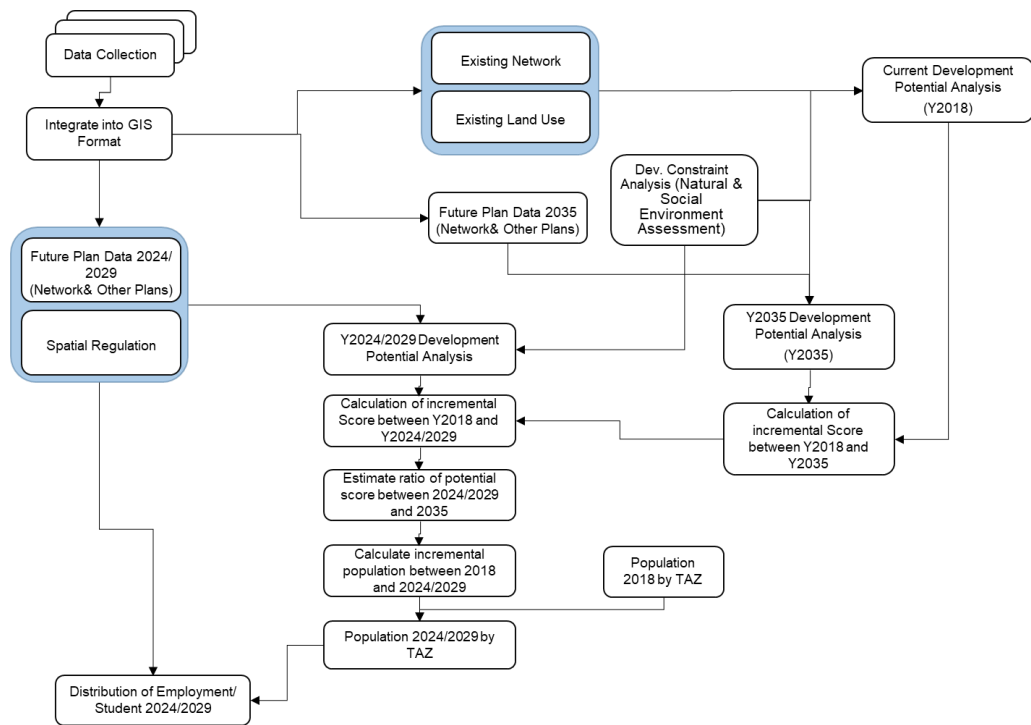 Data Collection
Integrate into GIS
Format
Existing Network
Existing Land Use
Current Development
Potential Analysis
(Y2018)
Dev. Constraint
Analysis (Natural &
Social
Environment
Assessment)
Future Plan Data 2035
(Network& Other Plans)
Future Plan Data 2024/
2029
(Network& Other Plans)
Spatial Regulation
Y2024/2029 Development
Potential Analysis
Y2035 Development
Potential Analysis
(Y2035)
Calculation of incremental
Score between Y2018 and
Y2024/2029
Calculation of
incremental Score
between Y2018 and
Y2035
Estimate ratio of potential
score between 2024/2029
and 2035
Calculate incremental
population between 2018
and 2024/2029
Population
2018 by TAZ
Population 2024/2029 by
TAZ
Distribution of Employment/
Student 2024/2029